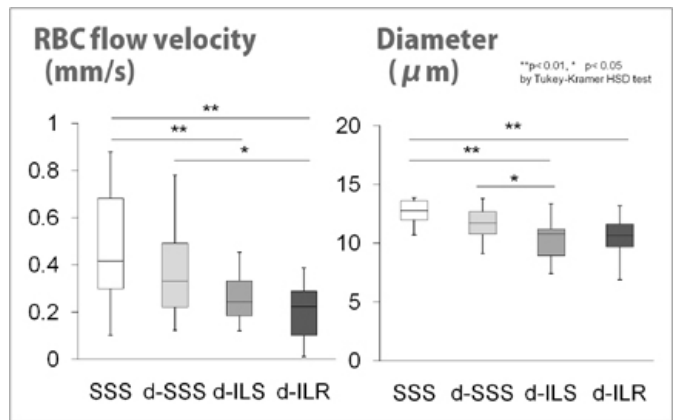 RBC flow velocity
(mm/s)
Diameter
(μm)
**p<0.01, * p<0.05
by Tukey-Kramer HSD test
**
**
*
1
0.8
0.6
0.4
0.2
0
SSS d-SSS d-ILS d-ILR
**
**
*
20
15
10
5
0
SSS d-SSS d-ILS d-ILR